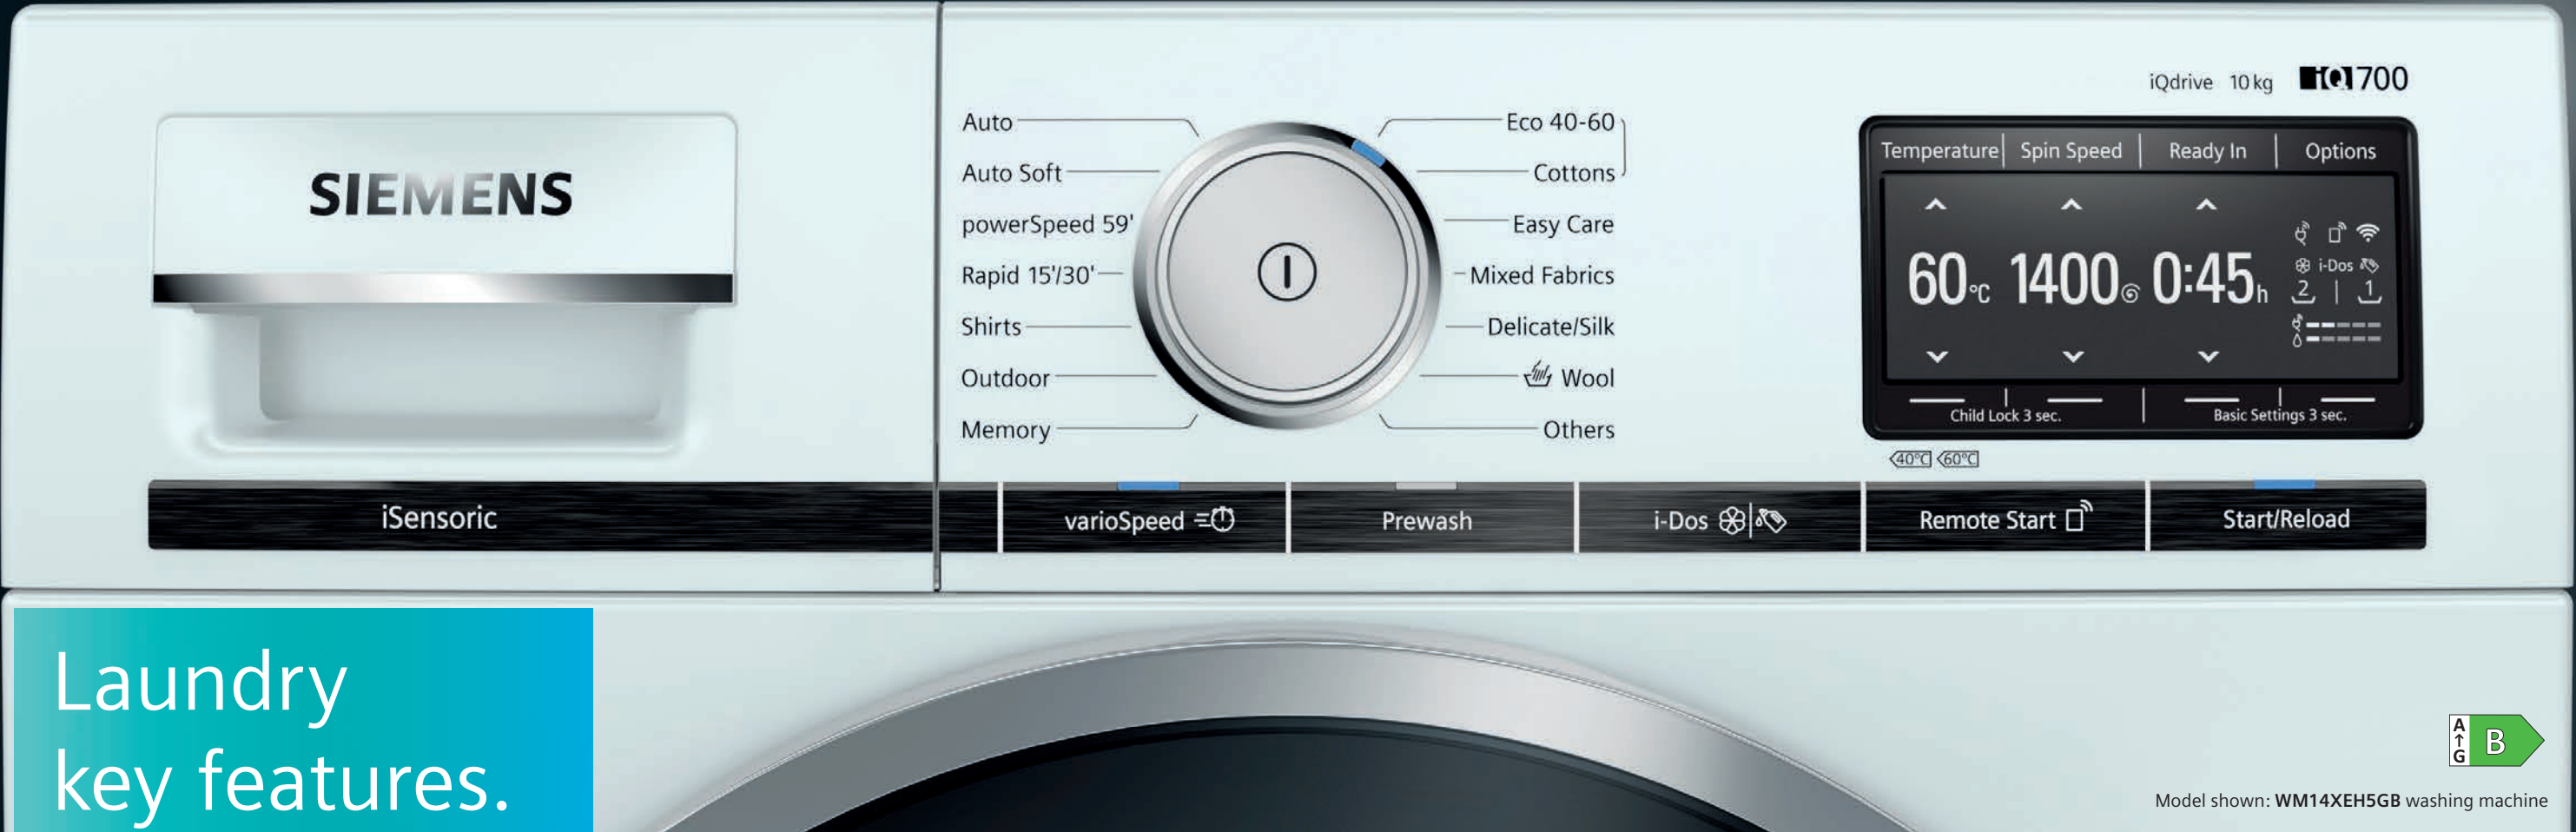 iQdrive 10 kg iQ700
SIEMENS
Auto
Auto Soft
powerSpeed 59'
Rapid 15'/30'
Shirts
Outdoor
Memory
Eco 40-60
Cottons
Easy Care
Mixed Fabrics
Delicate/Silk
Wool
Others
Temperature Spin Speed Ready In Options
60°C 1400 0:45h
i-Dos
2 | 1
Child Lock 3 sec. Basic Settings 3 sec.
40°C 60°C
iSensoric varioSpeed Prewash i-Dos Remote Start Start/Reload
Laundry
key features.
A
G
B
Model shown: WM14XEH5GB washing machine